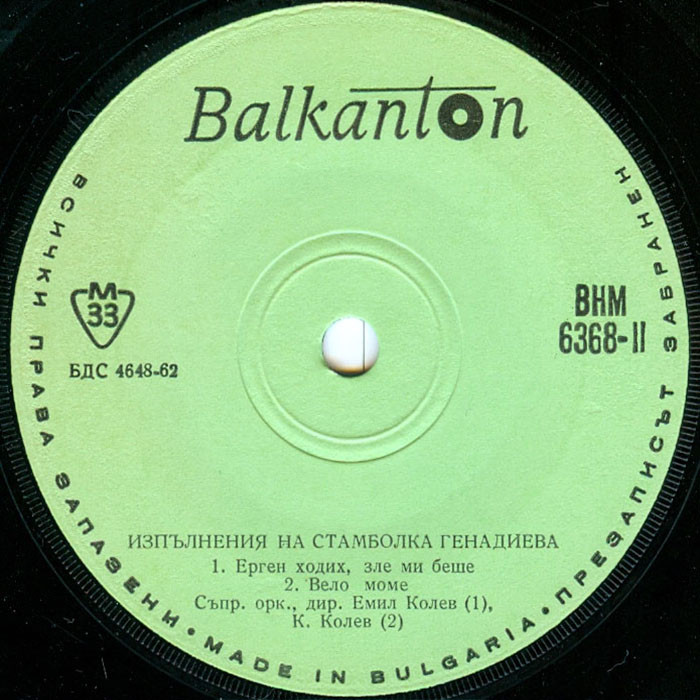 Balkanton
М
33
БДС 4648-62
ВНМ
6368-II
ИЗПЪЛНЕНИЯ НА СТАМБОЛКА ГЕНАДИЕВА
1. Ерген ходих, зле ми беше
2. Вело моме
Съпр. орк., дир. Емил Колев (1),
К. Колев (2)
ВСИЧКИ ПРАВА ЗАПАЗЕНИ • MADE IN BULGARIA • ПРЕЗАПИСЪТ ЗАБРАНЕН